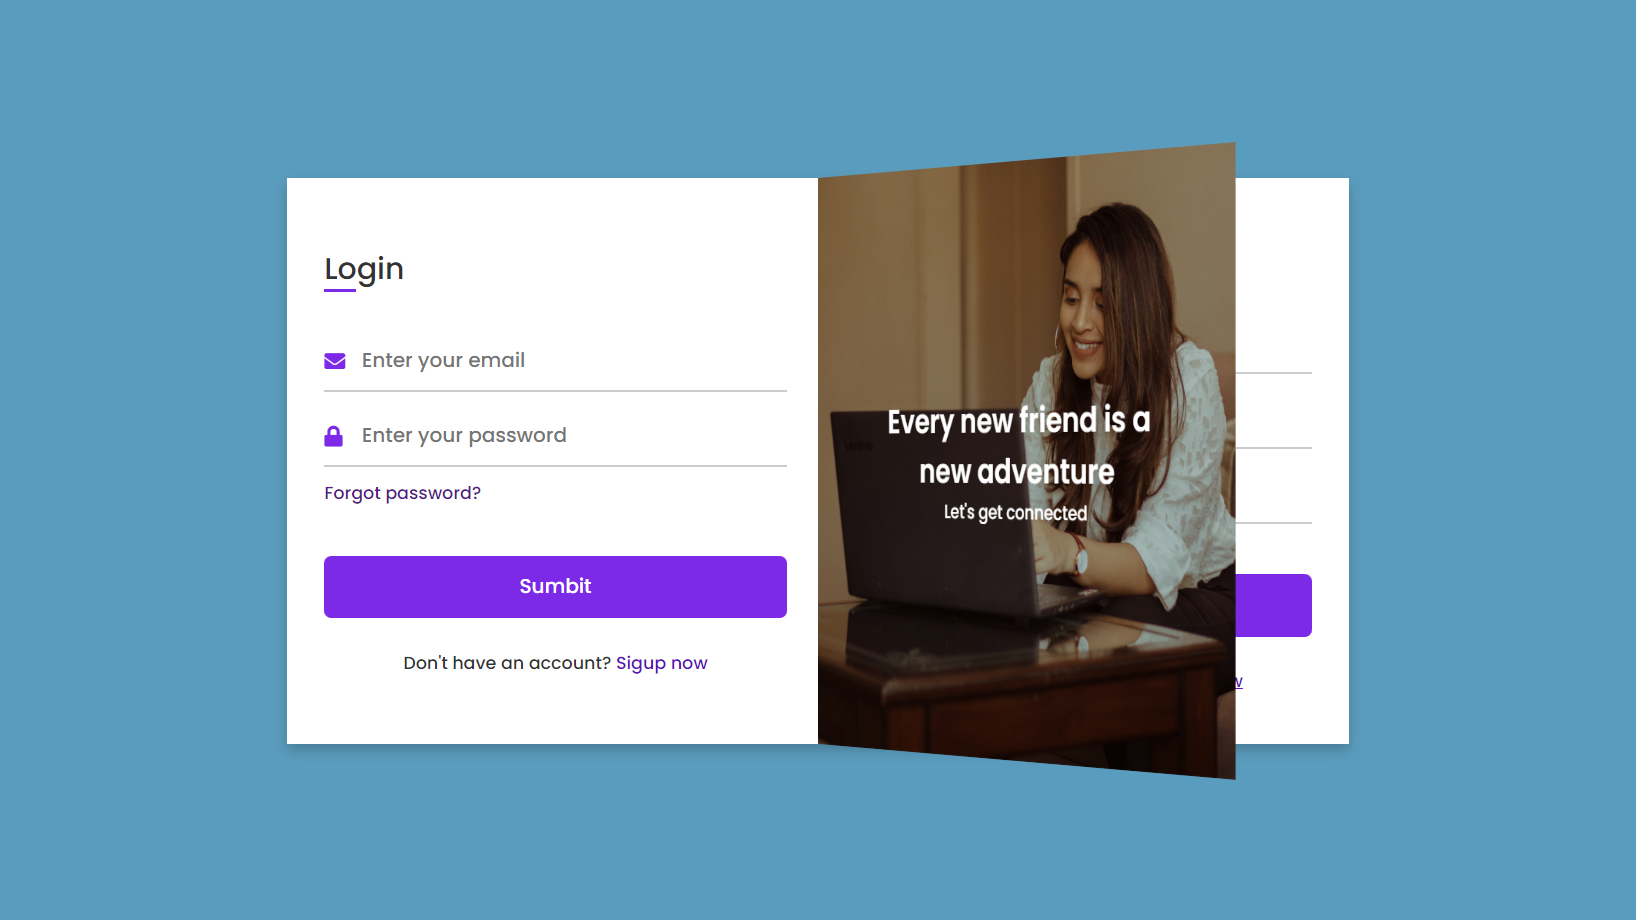 Login
Enter your email
Enter your password
Forgot password?
Sumbit
Don't have an account? Sigup now
Every new friend is a
new adventure
Let's get connected